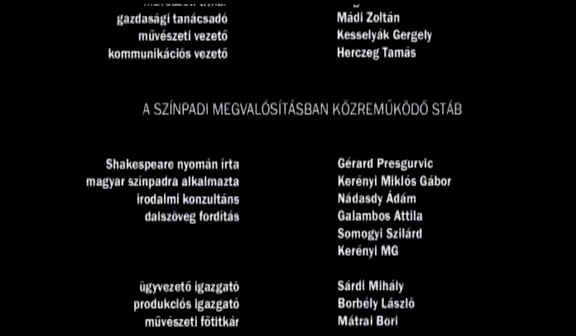 gazdasági tanácsadó Mádi Zoltán
művészeti vezető Kesselyák Gergely
kommunikációs vezető Herczeg Tamás
A SZÍNPADI MEGVALÓSÍTÁSBAN KÖZREMŰKÖDŐ STÁB
Shakespeare nyomán írta Gérard Presgurvic
magyar színpadra alkalmazta Kerényi Miklós Gábor
irodalmi konzultáns Nádasdy Ádám
dalszöveg fordítás Galambos Attila
Somogyi Szilárd
Kerényi MG
ügyvezető igazgató Sárdi Mihály
produkciós igazgató Borbély László
művészeti főtitkár Mátrai Bori